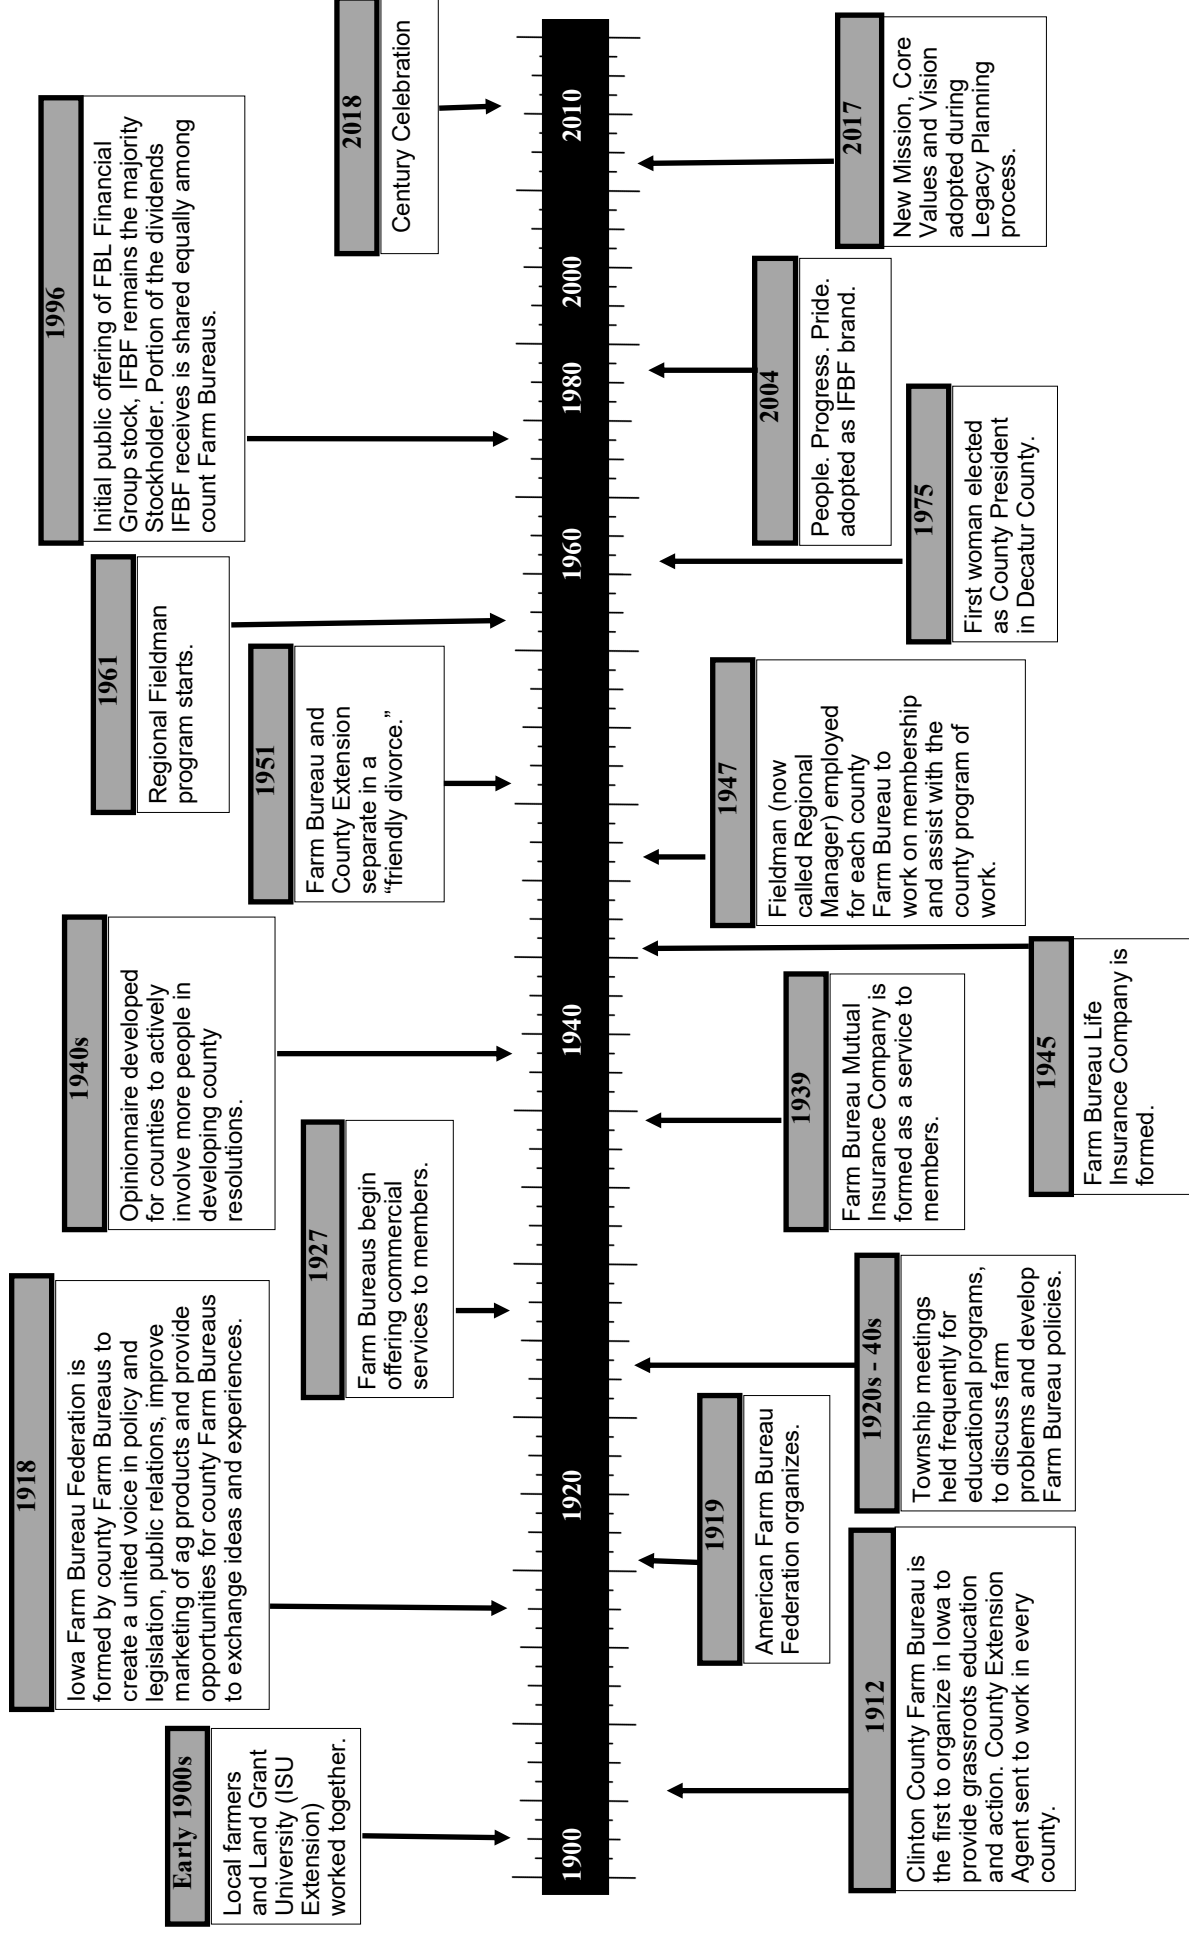 Early 1900s
Local farmers
and Land Grant
University (ISU
Extension)
worked together.
1918
Iowa Farm Bureau Federation is
formed by county Farm Bureaus to
create a united voice in policy and
legislation, public relations, improve
marketing of ag products and provide
opportunities for county Farm Bureaus
to exchange ideas and experiences.
1927
Farm Bureaus begin
offering commercial
services to members.
1940s
Opinionnaire developed
for counties to actively
involve more people in
developing county
resolutions.
1951
Farm Bureau and
County Extension
separate in a
“friendly divorce.”
1961
Regional Fieldman
program starts.
1996
Initial public offering of FBL Financial
Group stock, IFBF remains the majority
Stockholder. Portion of the dividends
IFBF receives is shared equally among
count Farm Bureaus.
2018
Century Celebration
1900
1920
1940
1960
1980
2000
2010
1912
Clinton County Farm Bureau is
the first to organize in Iowa to
provide grassroots education
and action. County Extension
Agent sent to work in every
county.
1919
American Farm Bureau
Federation organizes.
1920s - 40s
Township meetings
held frequently for
educational programs,
to discuss farm
problems and develop
Farm Bureau policies.
1939
Farm Bureau Mutual
Insurance Company is
formed as a service to
members.
1945
Farm Bureau Life
Insurance Company is
formed.
1947
Fieldman (now
called Regional
Manager) employed
for each county
Farm Bureau to
work on membership
and assist with the
county program of
work.
1975
First woman elected
as County President
in Decatur County.
2004
People. Progress. Pride.
adopted as IFBF brand.
2017
New Mission, Core
Values and Vision
adopted during
Legacy Planning
process.